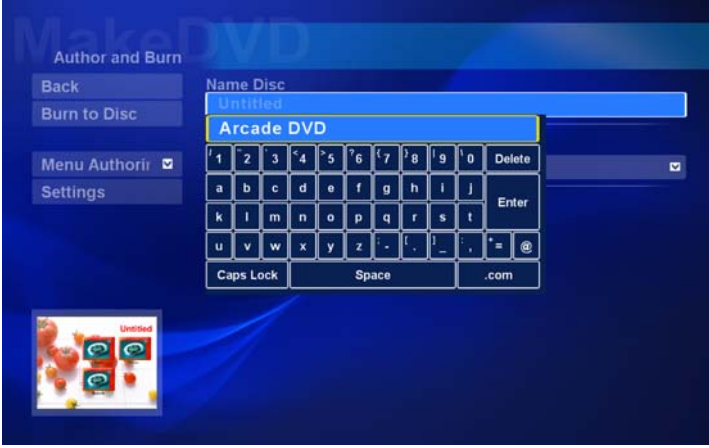 MakeDVD
Author and Burn
Back
Burn to Disc
Menu Authorin
Settings
Name Disc
Untitled
Arcade DVD
1 " 2 3 < 4 > 5 ? 6 { 7 } 8 | 9 \ 0 Delete
a b c d e f g h i j
Enter
k l m n o p q r s t
u v w x y z ; - [ . ] _ : , * = @
Caps Lock Space .com
Untitled